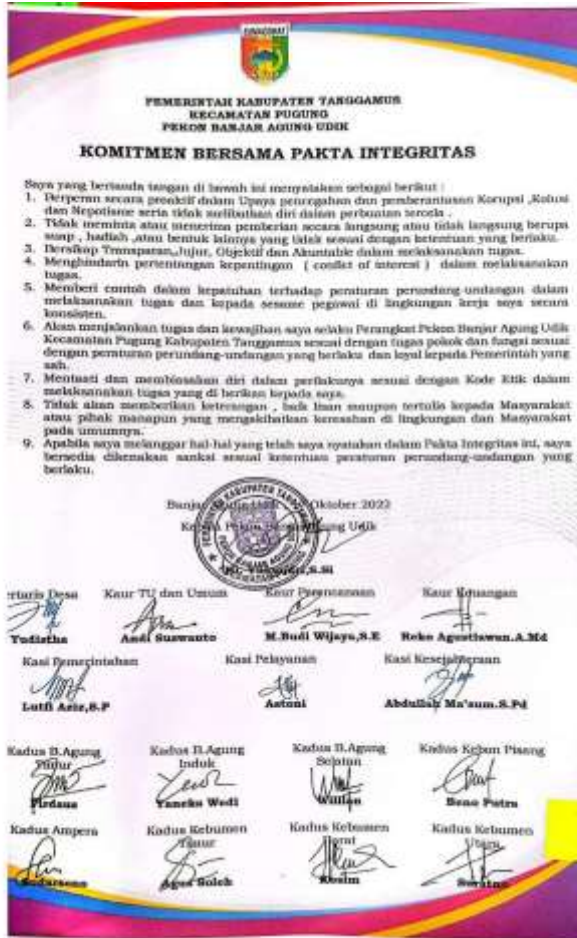 PEMERINTAH KABUPATEN TANGGAMUS
KECAMATAN PUGUNG
PEKON BANJAR AGUNG UDIK
KOMITMEN BERSAMA PAKTA INTEGRITAS
Saya yang bertanda tangan di bawah ini menyatakan sebagai berikut :
1. Berperan secara proaktif dalam Upaya pencegahan dan pemberantasan Korupsi ,Kolusi
dan Nepotisme serta tidak melibatkan diri dalam perbuatan tercela .
2. Tidak meminta atau menerima pemberian secara langsung atau tidak langsung berupa
suap , hadiah ,atau bentuk lainnya yang tidak sesuai dengan ketentuan yang berlaku.
3. Bersikap Transparan,Jujur, Objektif dan Akuntable dalam melaksanakan tugas.
4. Menghindarin pertentangan kepentingan ( conflict of interest ) dalam melaksanakan
tugas.
5. Memberi contoh dalam kepatuhan terhadap peraturan perundang-undangan dalam
melaksanakan tugas dan kepada sesame pegawai di lingkungan kerja saya secara
konsisten.
6. Akan menjalankan tugas dan kewajiban saya selaku Perangkat Pekon Banjar Agung Udik
Kecamatan Pugung Kabupaten Tanggamus sesuai dengan tugas pokok dan fungsi sesuai
dengan peraturan perundang-undangan yang berlaku dan loyal kepada Pemerintah yang
sah.
7. Mentaati dan membiasakan diri dalam perilakunya sesuai dengan Kode Etik dalam
melaksanakan tugas yang di berikan kepada saya.
8. Tidak akan memberikan keterangan , baik lisan maupun tertulis kepada Masyarakat
atau pihak manapun yang mengakibatkan keresahan di lingkungan dan Masyarakat
pada umumnya.
9. Apabila saya melanggar hal-hal yang telah saya nyatakan dalam Pakta Integritas ini, saya
bersedia dikenakan sanksi sesuai ketentuan peraturan perundang-undangan yang
berlaku.
Oktober 2022
Udik
S.Si
Desa Kaur TU dan Umum Kaur Perencanaan Kaur Keuangan
Yudistha Andi Suswanto M.Budi Wijaya,S.E Reko Agustiawan.A.Md
Kasi Pemerintahan Kasi Pelayanan Kasi Kesejahteraan
Lutfi Aziz,S.P Astoni Abdullah Ma'sum.S.Pd
Kadus B.Agung Kadus B.Agung Kadus B.Agung Kadus Kebun Pisang
Timur Induk Selatan
Firdaus Yaneka Wedi Beno Putra
Kadus Ampera Kadus Kebumen Kadus Kebumen Kadus Kebumen
Timur Utara
Sudarsono Agus Soleh Rosim